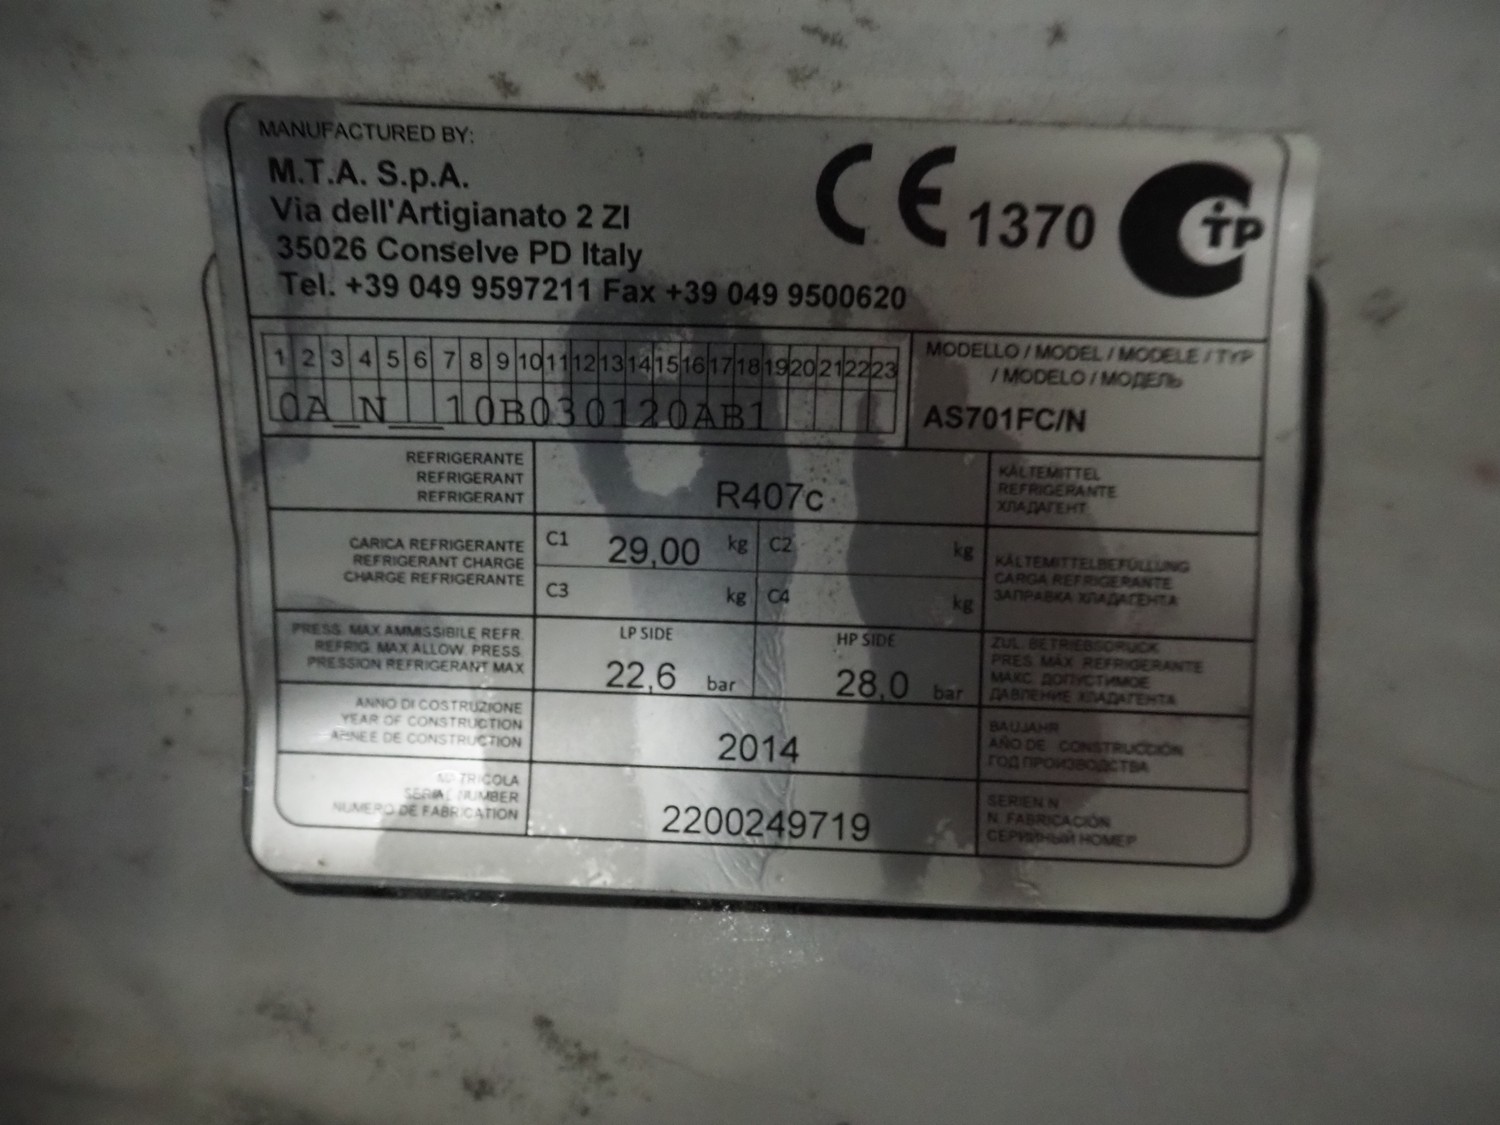 MANUFACTURED BY:
M.T.A. S.p.A.
Via dell'Artigianato 2 ZI
35026 Conselve PD Italy
Tel. +39 049 9597211 Fax +39 049 9500620
CE 1370
TP
1 2 3 4 5 6 7 8 9 10 11 12 13 14 15 16 17 18 19 20 21 22 23
0A_N__10B030120AB1
MODELLO / MODEL / MODELE / TYP
/ MODELO / МОДЕЛЬ
AS701FC/N
REFRIGERANTE
REFRIGERANT
REFRIGERANT
R407c
KÄLTEMITTEL
REFRIGERANTE
ХЛАДАГЕНТ
CARICA REFRIGERANTE
REFRIGERANT CHARGE
CHARGE REFRIGERANTE
C1 29,00 kg C2 kg
C3 kg C4 kg
KÄLTEMITTELBEFÜLLUNG
CARGA REFRIGERANTE
ЗАПРАВКА ХЛАДАГЕНТА
PRESS. MAX AMMISSIBILE REFR.
REFRIG. MAX ALLOW. PRESS.
PRESSION REFRIGERANT MAX
LP SIDE
22,6 bar
HP SIDE
28,0 bar
ZUL. BETRIEBSDRUCK
PRES. MÁX. REFRIGERANTE
МАКС. ДОПУСТИМОЕ
ДАВЛЕНИЕ ХЛАДАГЕНТА
ANNO DI COSTRUZIONE
YEAR OF CONSTRUCTION
ANNEE DE CONSTRUCTION
2014
BAUJAHR
AÑO DE CONSTRUCCIÓN
ГОД ПРОИЗВОДСТВА
MATRICOLA
SERIAL NUMBER
NUMERO DE FABRICATION
2200249719
SERIEN N.
N. FABRICACIÓN
СЕРИЙНЫЙ НОМЕР